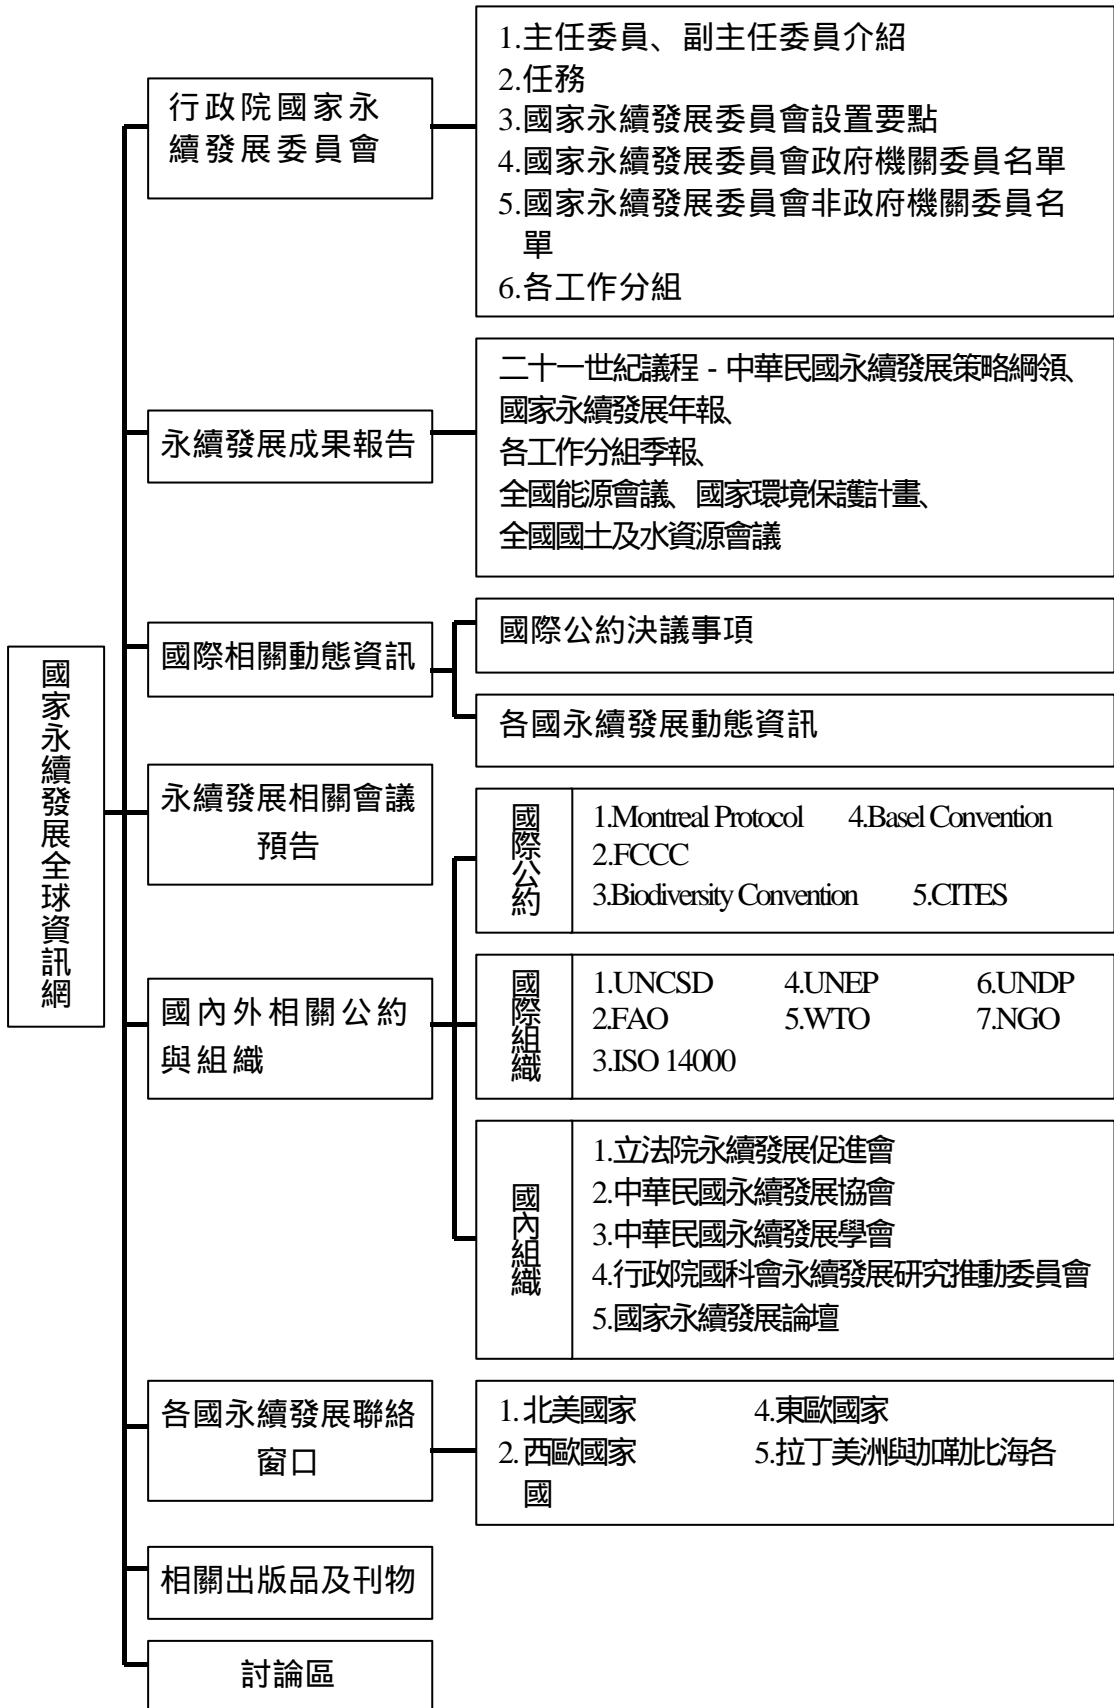 國家永續發展全球資訊網
行政院國家永
續發展委員會
1.主任委員、副主任委員介紹
2.任務
3.國家永續發展委員會設置要點
4.國家永續發展委員會政府機關委員名單
5.國家永續發展委員會非政府機關委員名
單
6.各工作分組
永續發展成果報告
二十一世紀議程 - 中華民國永續發展策略綱領、
國家永續發展年報、
各工作分組季報、
全國能源會議、國家環境保護計畫、
全國國土及水資源會議
國際相關動態資訊
國際公約決議事項
各國永續發展動態資訊
永續發展相關會議
預告
國內外相關公約
與組織
國際公約
1.Montreal Protocol 4.Basel Convention
2.FCCC
3.Biodiversity Convention 5.CITES
國際組織
1.UNCSD 4.UNEP 6.UNDP
2.FAO 5.WTO 7.NGO
3.ISO 14000
國內組織
1.立法院永續發展促進會
2.中華民國永續發展協會
3.中華民國永續發展學會
4.行政院國科會永續發展研究推動委員會
5.國家永續發展論壇
各國永續發展聯絡
窗口
1.北美國家 4.東歐國家
2.西歐國家 5.拉丁美洲與加勒比海各
國
相關出版品及刊物
討論區